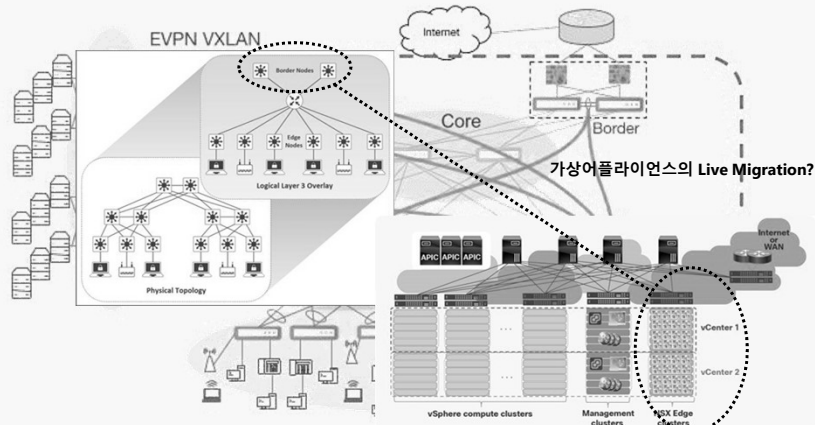 EVPN VXLAN
Internet
Border Nodes
Edge
Nodes
Logical Layer 3 Overlay
Physical Topology
Core
Border
가상어플라이언스의 Live Migration?
APIC APIC APIC
Internet
or
WAN
vCenter 1
vCenter 2
vSphere compute clusters
Management
clusters
NSX Edge
clusters